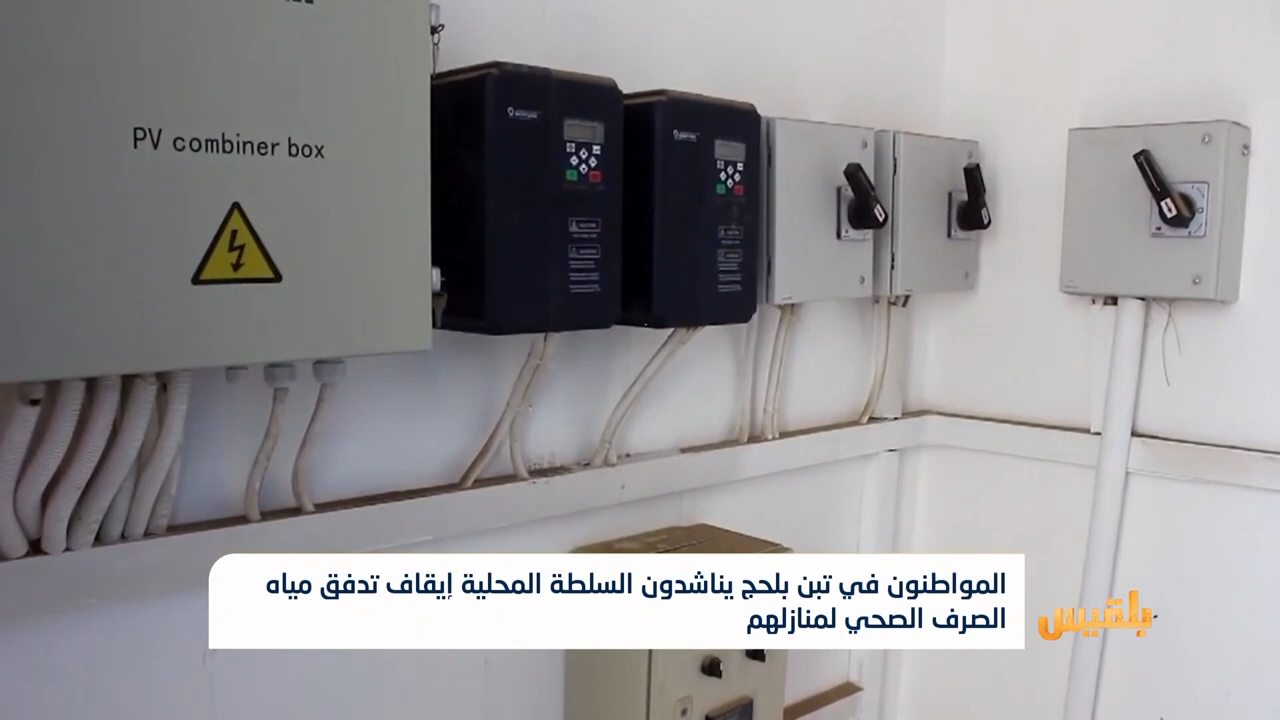 PV combiner box
المواطنون في تبن بلحج يناشدون السلطة المحلية إيقاف تدفق مياه
الصرف الصحي لمنازلهم
بلقيس